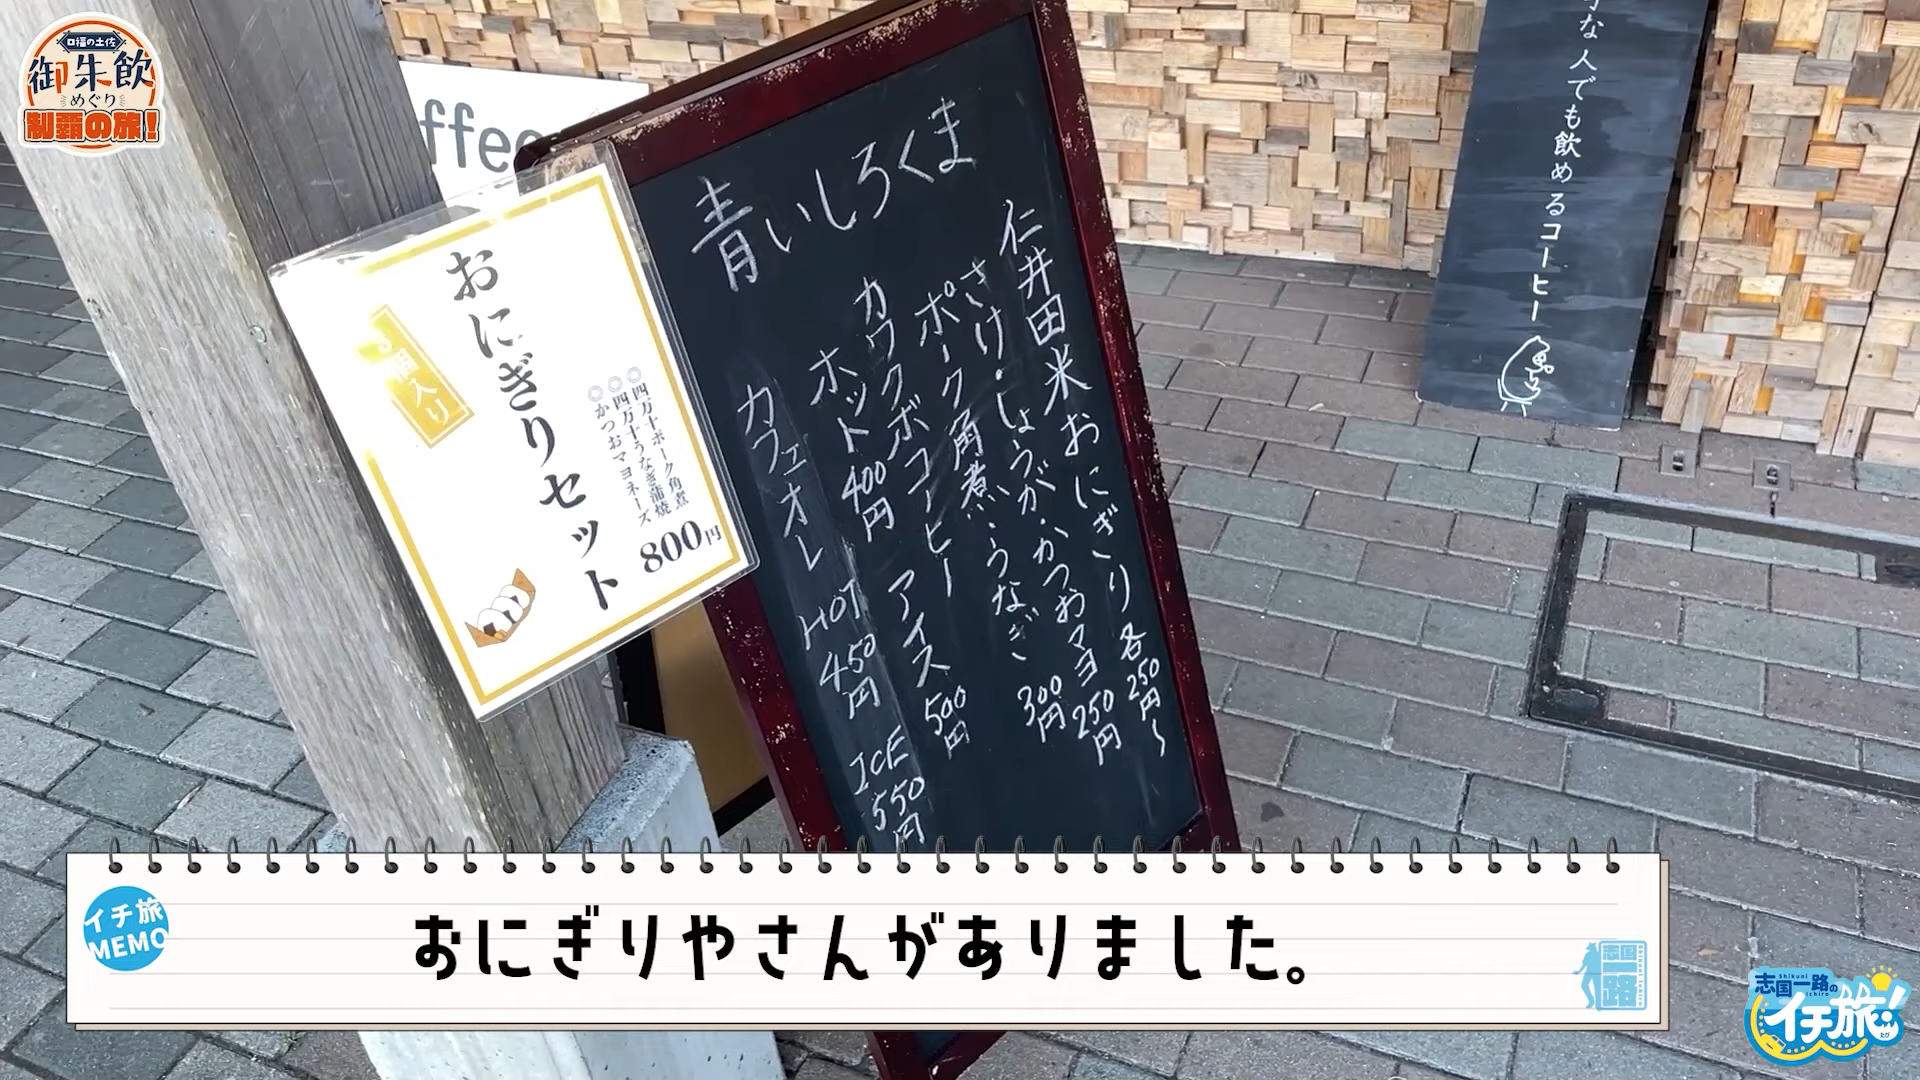 口福の土佐
御朱飲
めぐり
制覇の旅!
ffee
おにぎりセット
個入り
◎四万十ポーク角煮
◎四万十うなぎ蒲焼
◎かつおマヨネーズ
800円
青いしろくま
仁井田米おにぎり 各250円〜
さけ・しょうが・かつおマヨ 250円
ポーク角煮・うなぎ 300円
カワクボコーヒー
ホット400円 アイス500円
カフェオレ HOT 450円 ICE 550円
な人でも飲めるコーヒー
イチ旅
MEMO
おにぎりやさんがありました。
志国一路
志国一路の
Shikuni Ichiro
イチ旅!